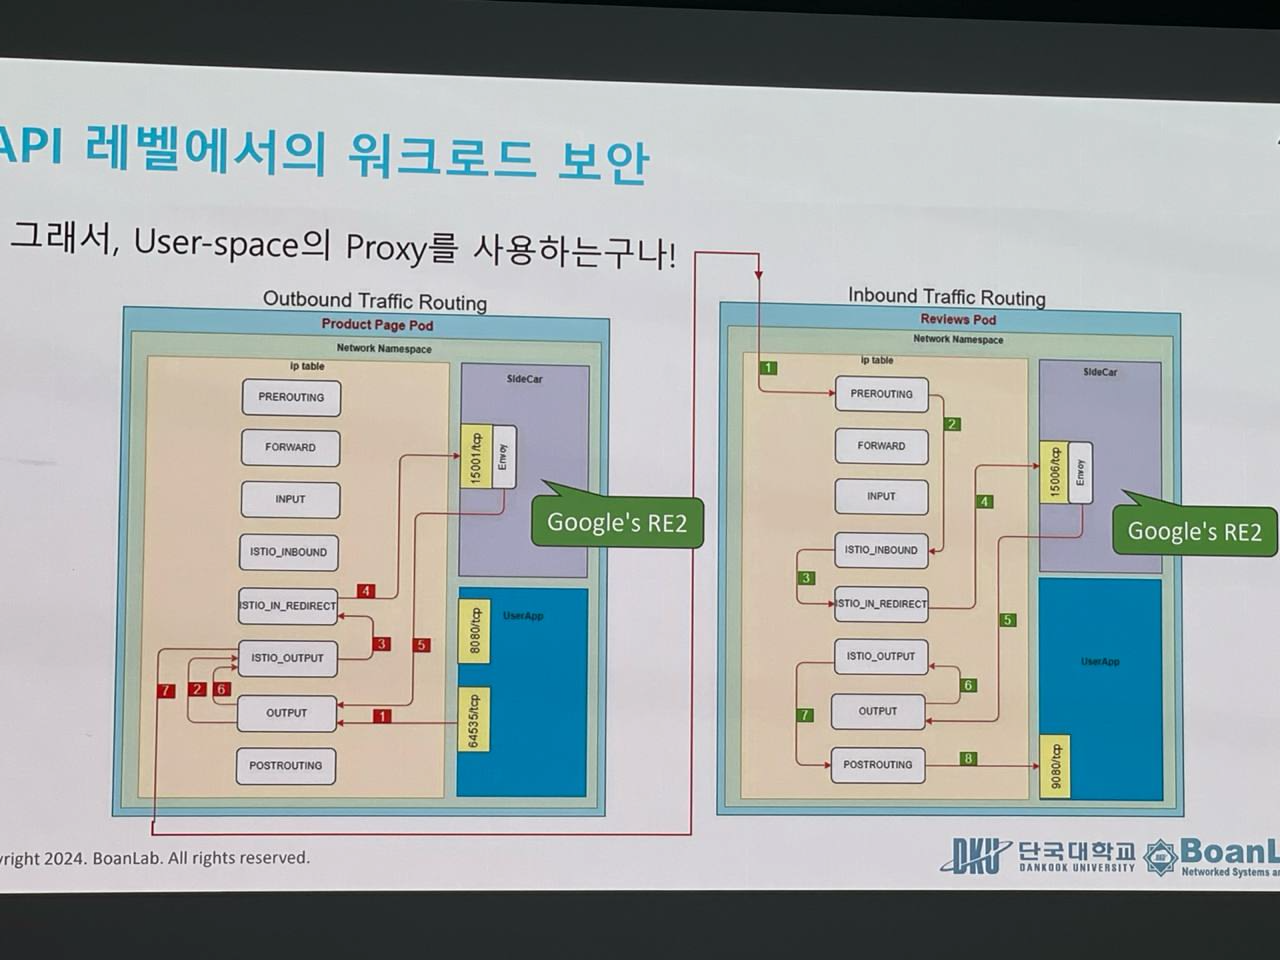 API 레벨에서의 워크로드 보안
그래서, User-space의 Proxy를 사용하는구나!
Outbound Traffic Routing
Product Page Pod
Network Namespace
ip table
PREROUTING
FORWARD
INPUT
ISTIO_INBOUND
ISTIO_IN_REDIRECT
ISTIO_OUTPUT
OUTPUT
POSTROUTING
1
2
3
4
5
6
7
SideCar
15001/tcp
Envoy
Google's RE2
UserApp
8080/tcp
64535/tcp
Inbound Traffic Routing
Reviews Pod
Network Namespace
ip table
PREROUTING
FORWARD
INPUT
ISTIO_INBOUND
ISTIO_IN_REDIRECT
ISTIO_OUTPUT
OUTPUT
POSTROUTING
1
2
3
4
5
6
7
8
SideCar
15006/tcp
Envoy
Google's RE2
UserApp
9080/tcp
yright 2024. BoanLab. All rights reserved.
DKU 단국대학교
DANKOOK UNIVERSITY
BoanL
Networked Systems a